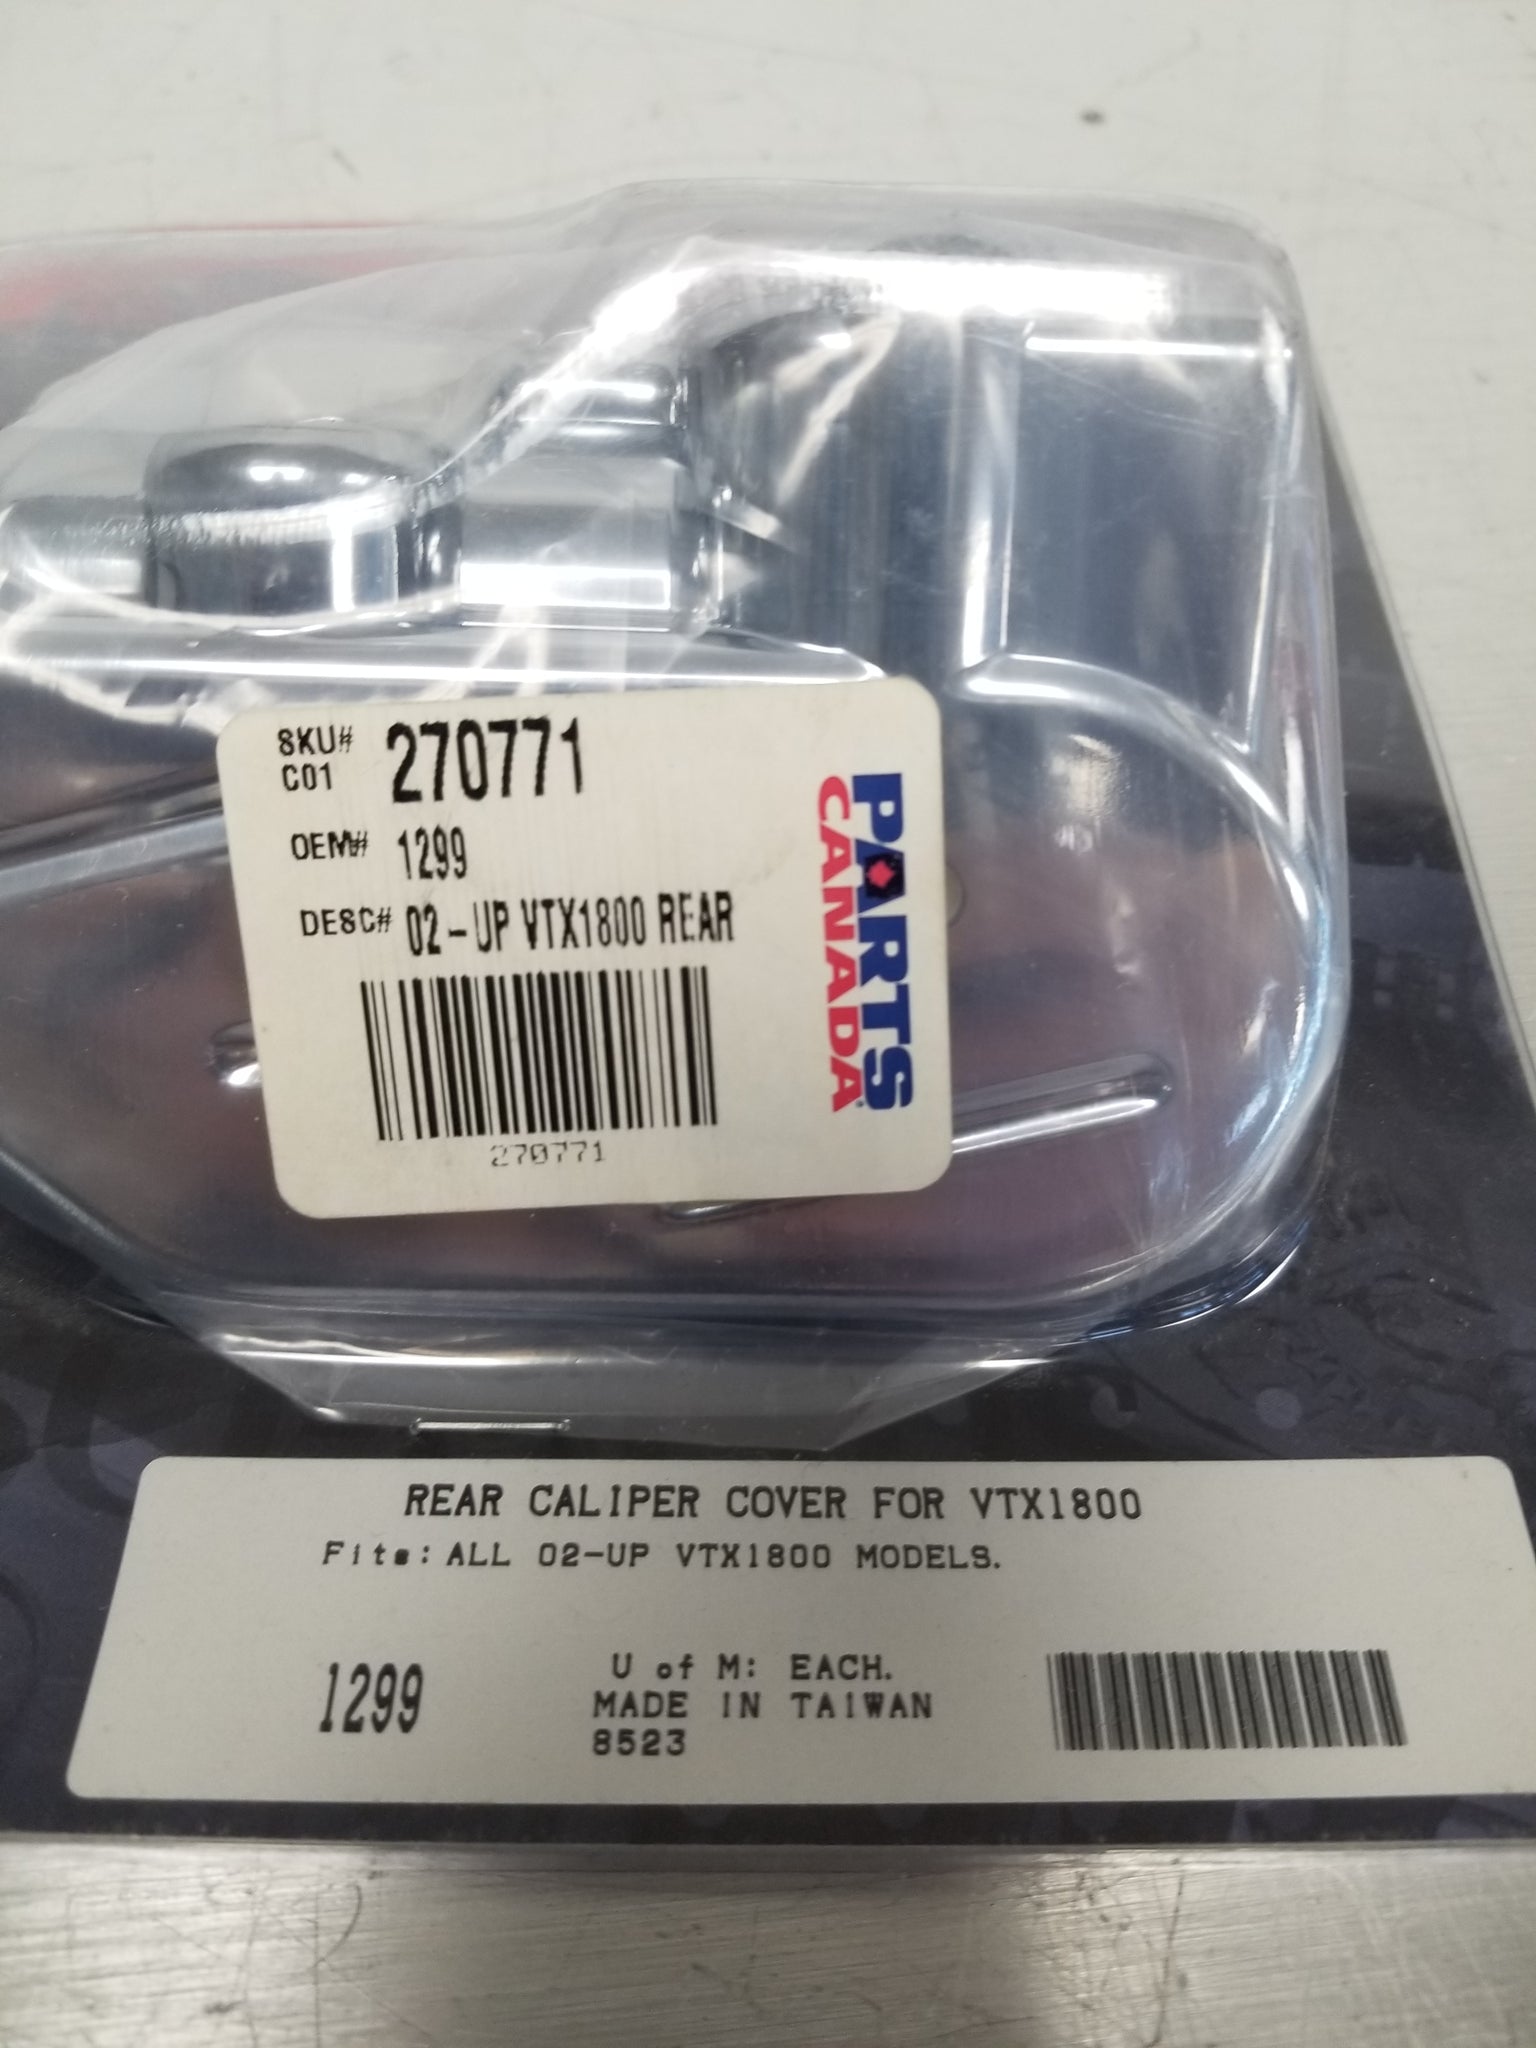 SKU# 270771
C01
OEM# 1299
DESC# 02-UP VTX1800 REAR
270771
PARTS
CANADA
REAR CALIPER COVER FOR VTX1800
Fits: ALL 02-UP VTX1800 MODELS.
1299
U of M: EACH.
MADE IN TAIWAN
8523